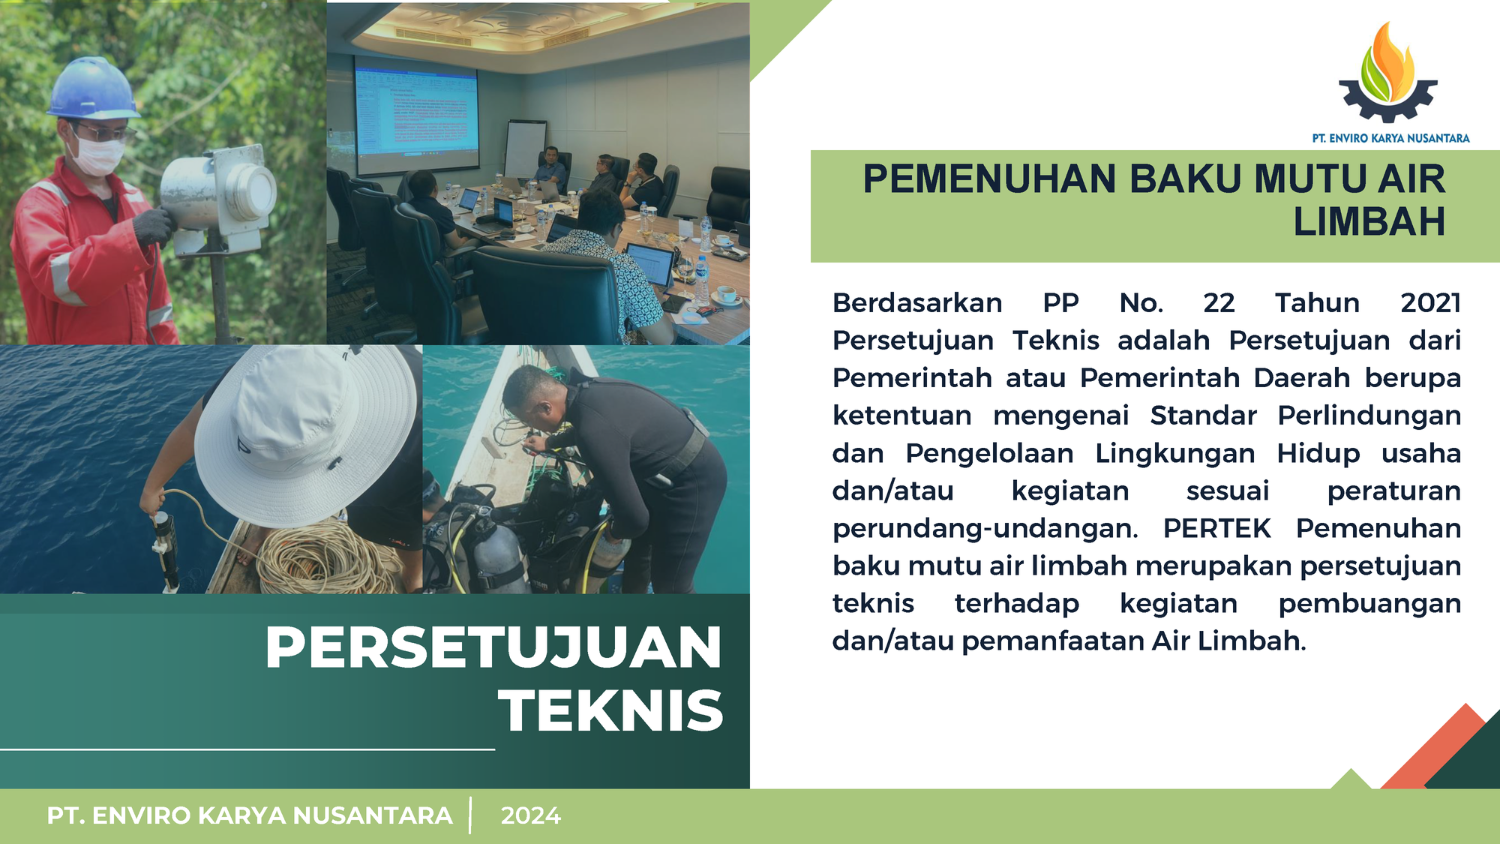 PT. ENVIRO KARYA NUSANTARA
PEMENUHAN BAKU MUTU AIR
LIMBAH
Berdasarkan PP No. 22 Tahun 2021
Persetujuan Teknis adalah Persetujuan dari
Pemerintah atau Pemerintah Daerah berupa
ketentuan mengenai Standar Perlindungan
dan Pengelolaan Lingkungan Hidup usaha
dan/atau kegiatan sesuai peraturan
perundang-undangan. PERTEK Pemenuhan
baku mutu air limbah merupakan persetujuan
teknis terhadap kegiatan pembuangan
dan/atau pemanfaatan Air Limbah.
PERSETUJUAN
TEKNIS
PT. ENVIRO KARYA NUSANTARA
2024